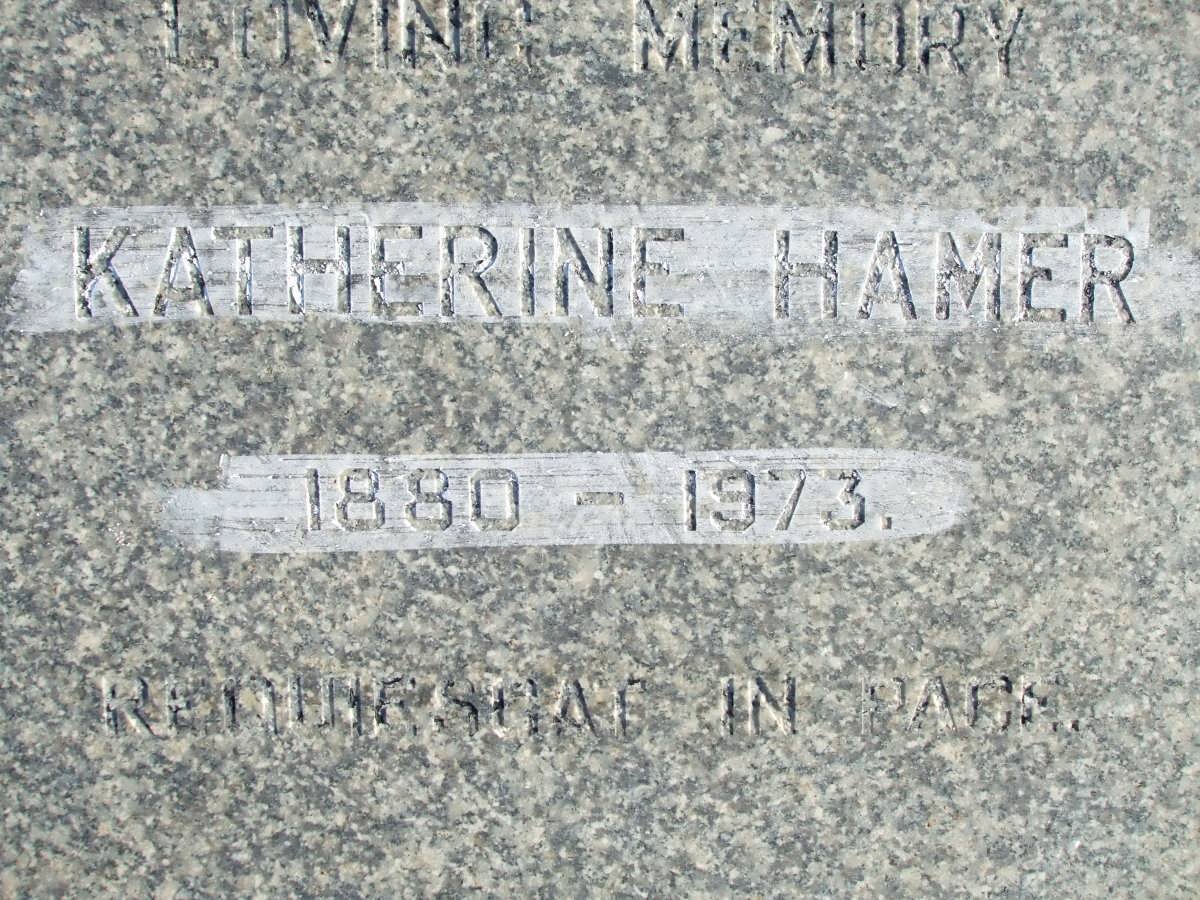 LOVING MEMORY
KATHERINE HAMER
1880 - 1973.
REQUIESCAT IN PACE.